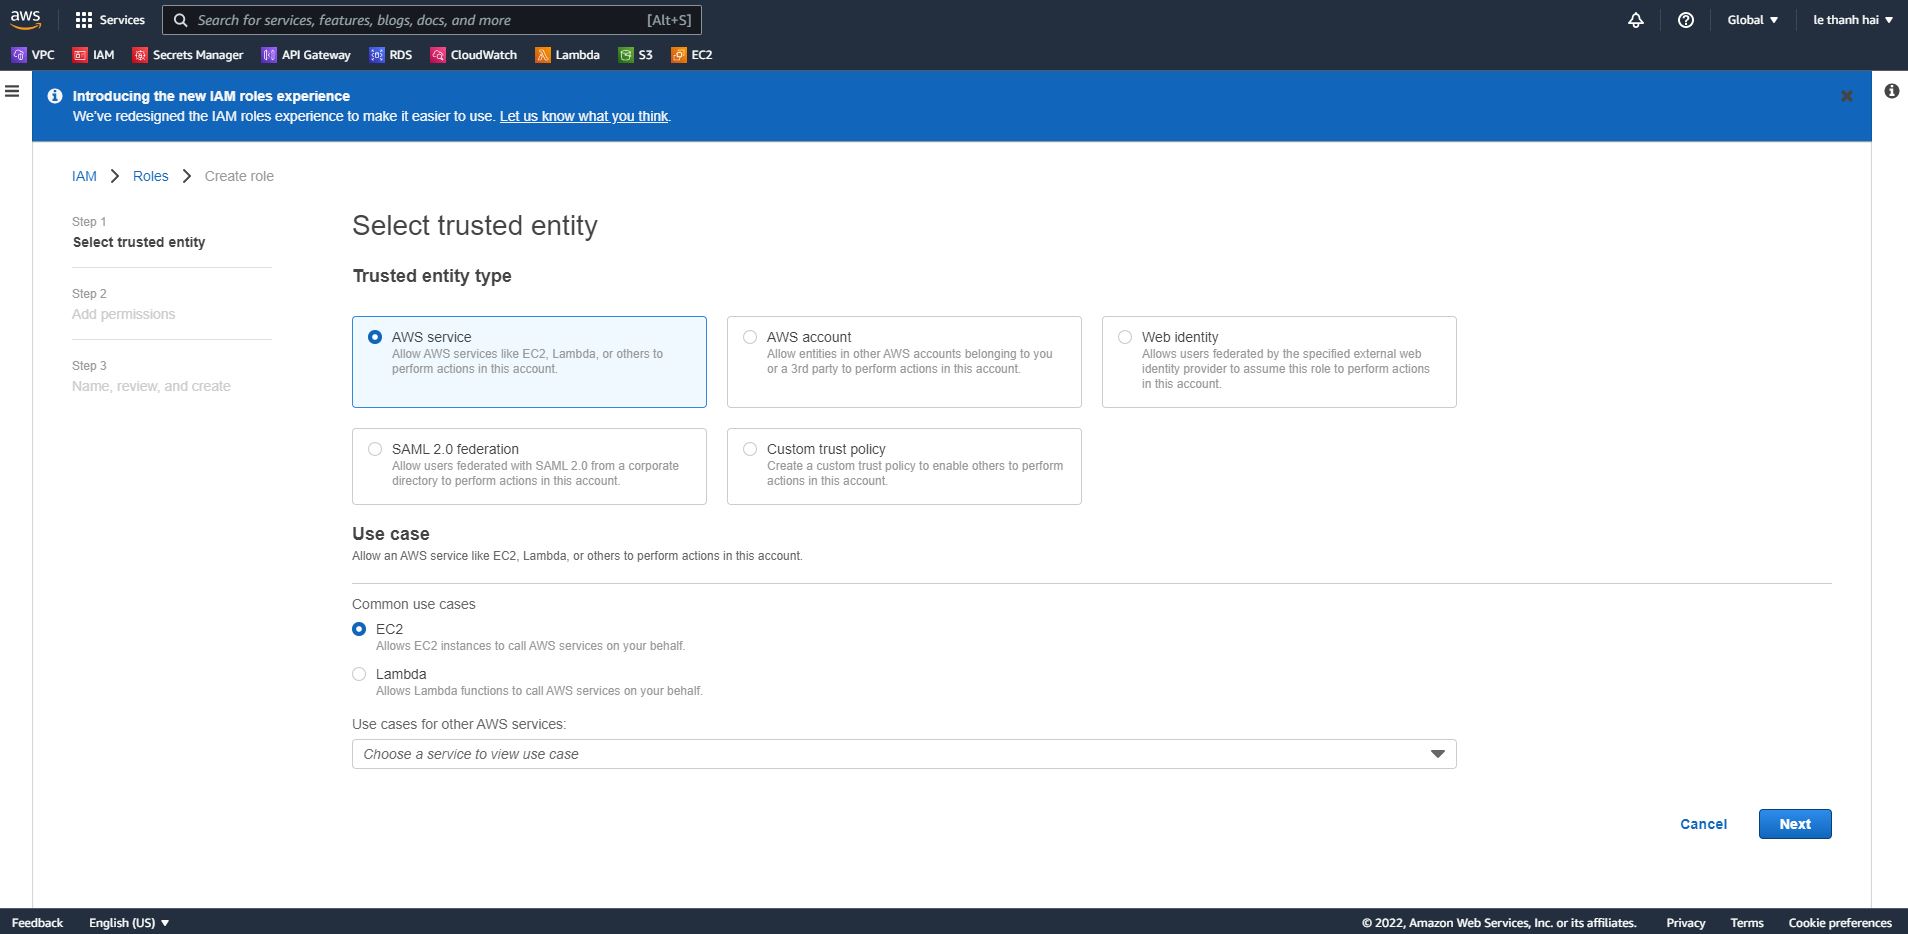 aws
Services
Search for services, features, blogs, docs, and more
[Alt+S]
Global
le thanh hai
VPC
IAM
Secrets Manager
API Gateway
RDS
CloudWatch
Lambda
S3
EC2
Introducing the new IAM roles experience
We've redesigned the IAM roles experience to make it easier to use. Let us know what you think.
IAM
Roles
Create role
Step 1
Select trusted entity
Step 2
Add permissions
Step 3
Name, review, and create
Select trusted entity
Trusted entity type
AWS service
Allow AWS services like EC2, Lambda, or others to
perform actions in this account.
AWS account
Allow entities in other AWS accounts belonging to you
or a 3rd party to perform actions in this account.
Web identity
Allows users federated by the specified external web
identity provider to assume this role to perform actions
in this account.
SAML 2.0 federation
Allow users federated with SAML 2.0 from a corporate
directory to perform actions in this account.
Custom trust policy
Create a custom trust policy to enable others to perform
actions in this account.
Use case
Allow an AWS service like EC2, Lambda, or others to perform actions in this account.
Common use cases
EC2
Allows EC2 instances to call AWS services on your behalf.
Lambda
Allows Lambda functions to call AWS services on your behalf.
Use cases for other AWS services:
Choose a service to view use case
Cancel
Next
Feedback
English (US)
© 2022, Amazon Web Services, Inc. or its affiliates.
Privacy
Terms
Cookie preferences